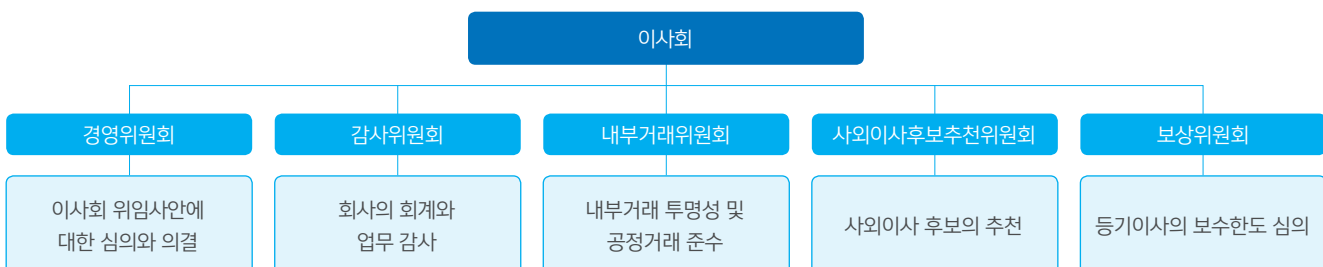 이사회
경영위원회
감사위원회
내부거래위원회
사외이사후보추천위원회
보상위원회
이사회 위임사안에
대한 심의와 의결
회사의 회계와
업무 감사
내부거래 투명성 및
공정거래 준수
사외이사 후보의 추천
등기이사의 보수한도 심의